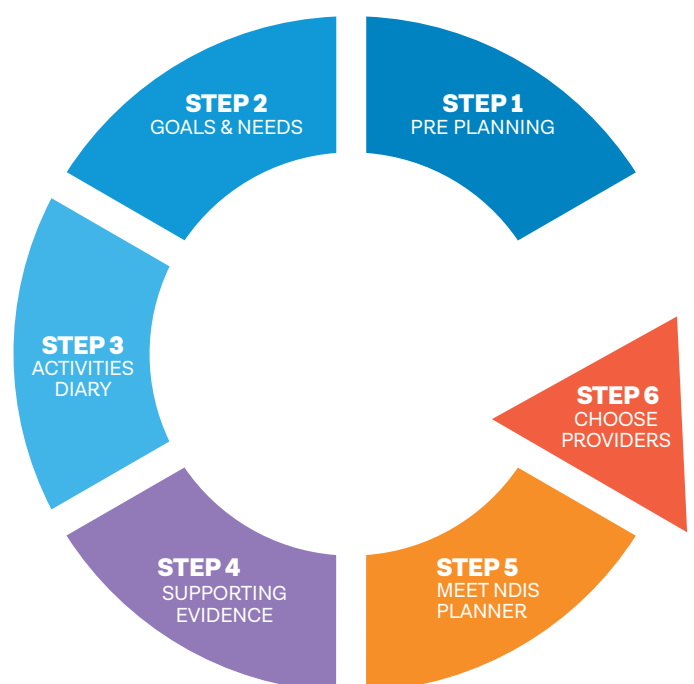 STEP 1
PRE PLANNING
STEP 2
GOALS & NEEDS
STEP 3
ACTIVITIES
DIARY
STEP 4
SUPPORTING
EVIDENCE
STEP 5
MEET NDIS
PLANNER
STEP 6
CHOOSE
PROVIDERS